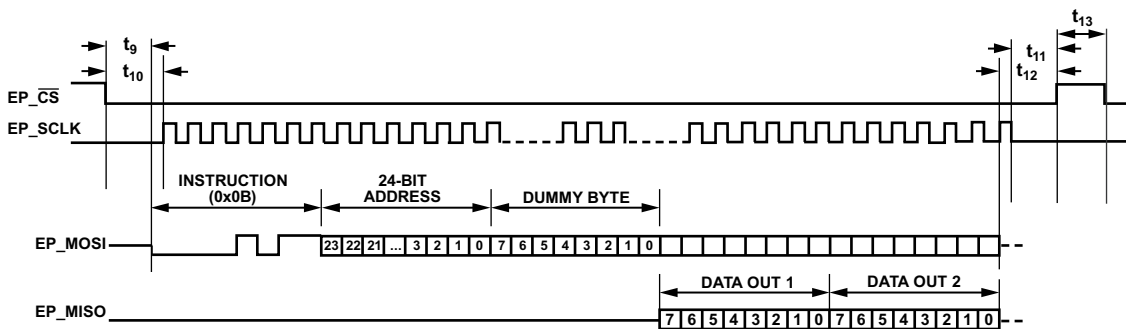 t9
t10
t13
t11
t12
EP_CS
EP_SCLK
INSTRUCTION
(0x0B)
24-BIT
ADDRESS
DUMMY BYTE
EP_MOSI
23 22 21 ... 3 2 1 0 7 6 5 4 3 2 1 0
DATA OUT 1
DATA OUT 2
EP_MISO
7 6 5 4 3 2 1 0 7 6 5 4 3 2 1 0